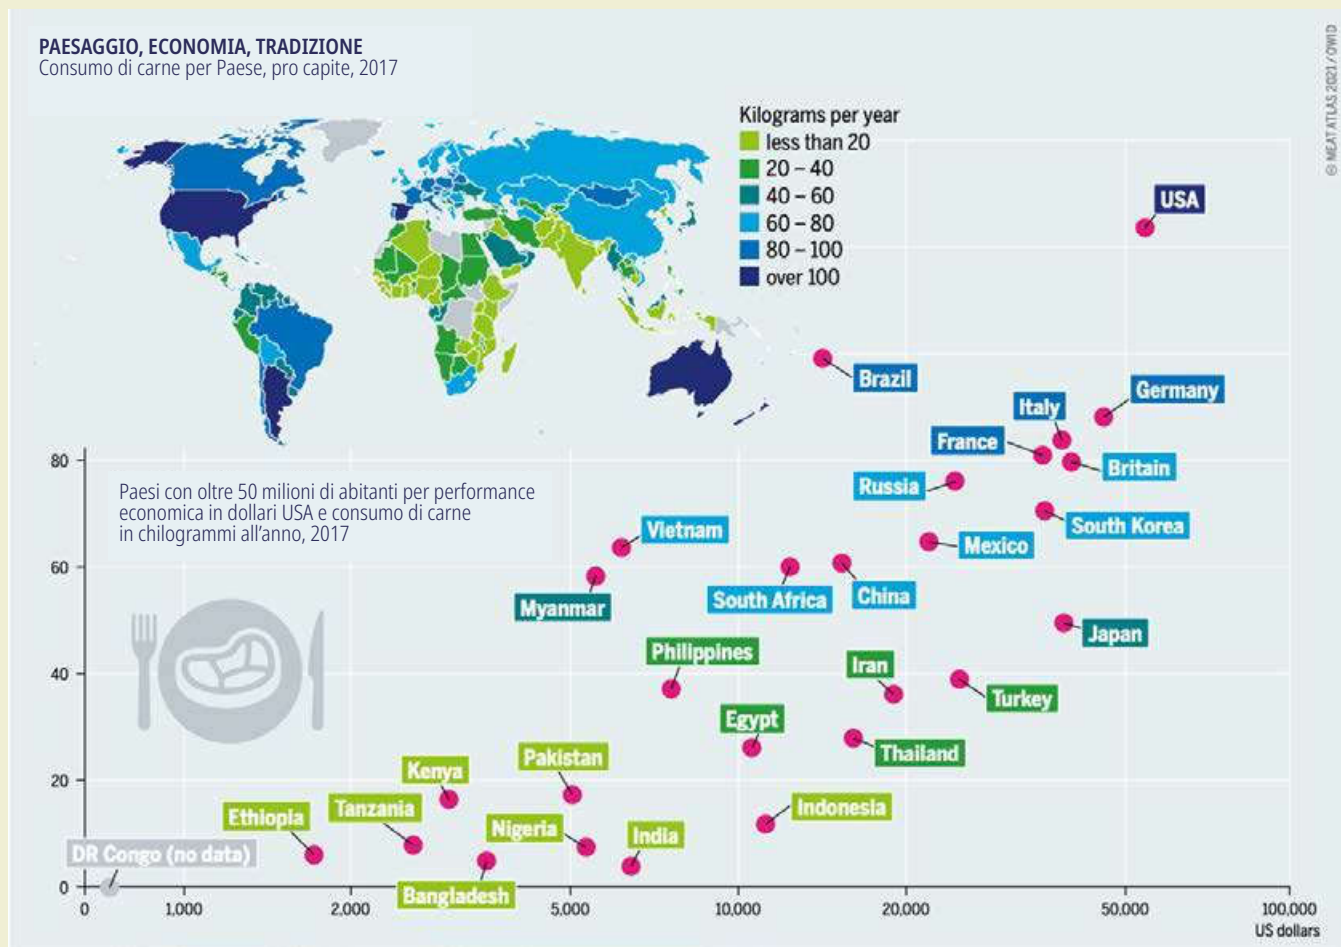 PAESAGGIO, ECONOMIA, TRADIZIONE
Consumo di carne per Paese, pro capite, 2017
© MEAT ATLAS 2021 / OWID
Kilograms per year
less than 20
20 – 40
40 – 60
60 – 80
80 – 100
over 100
USA
Brazil
Germany
Italy
France
Britain
80
Russia
Paesi con oltre 50 milioni di abitanti per performance
economica in dollari USA e consumo di carne
in chilogrammi all’anno, 2017
Vietnam
South Korea
Mexico
60
Myanmar
South Africa
China
Japan
Philippines
Iran
40
Turkey
Egypt
Thailand
Pakistan
Kenya
20
Ethiopia
Tanzania
Nigeria
India
Indonesia
DR Congo (no data)
Bangladesh
0
0 1,000 2,000 5,000 10,000 20,000 50,000 100,000
US dollars